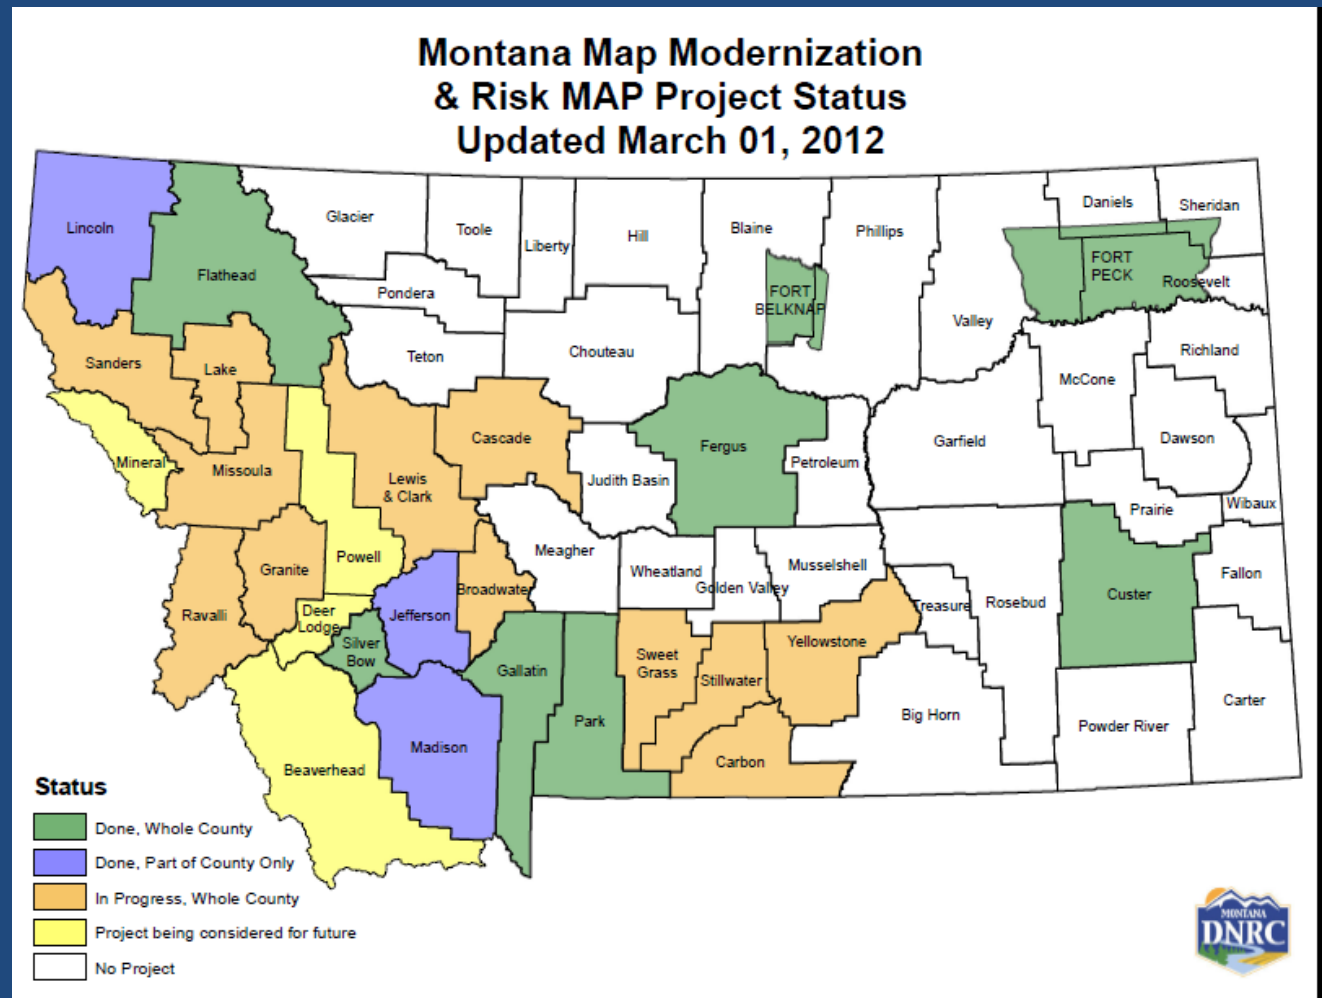 Montana Map Modernization
& Risk MAP Project Status
Updated March 01, 2012
Lincoln
Flathead
Glacier
Toole
Liberty
Hill
Blaine
Phillips
Daniels
Sheridan
FORT
PECK
Roosevelt
Pondera
FORT
BELKNAP
Valley
Teton
Chouteau
Richland
McCone
Sanders
Lake
Cascade
Fergus
Garfield
Dawson
Mineral
Missoula
Lewis
& Clark
Judith Basin
Petroleum
Prairie
Wibaux
Powell
Meagher
Granite
Broadwater
Wheatland
Golden Valley
Musselshell
Treasure
Rosebud
Custer
Fallon
Ravalli
Deer
Lodge
Jefferson
Silver
Bow
Gallatin
Sweet
Grass
Stillwater
Yellowstone
Park
Big Horn
Powder River
Carter
Madison
Beaverhead
Carbon
Status
Done, Whole County
Done, Part of County Only
In Progress, Whole County
Project being considered for future
No Project
MONTANA
DNRC